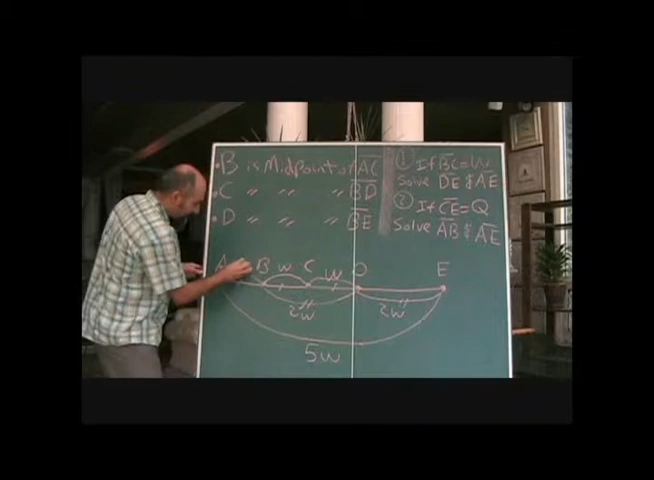 • B is Midpoint of AC
• C " " " BD
• D " " " BE
① If BC = W
Solve DE & AE
② If CE = Q
Solve AB & AE
A B W C W D E
2W 2W
5W